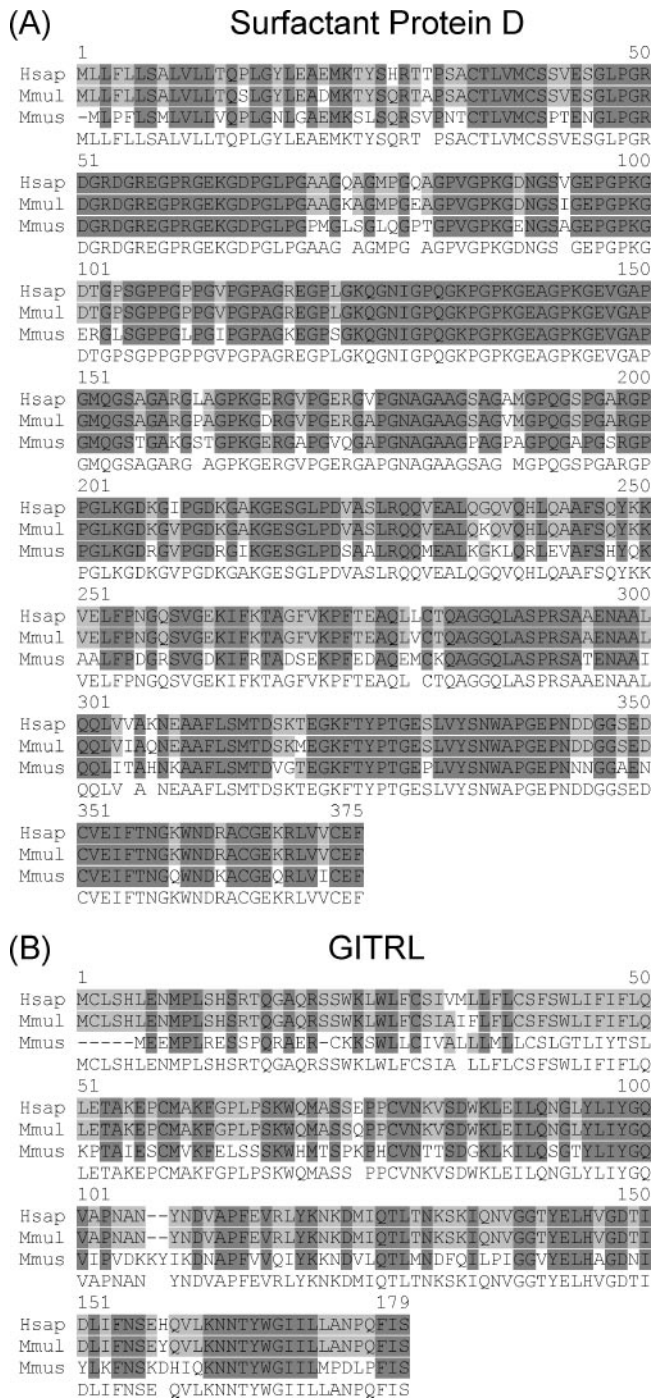 (A) Surfactant Protein D
1 50
Hsap MLLFLLSALVLLTQPLGYLEAEMKTYSHRTTPSACTLVMCSSVESGLPGR
Mmul MLLFLLSALVLLTQSLGYLEADMKTYSQRTAPSACTLVMCSSVESGLPGR
Mmus -MLPFLSMLVLLVQPLGNLGAEMKSLSQRSVPNTCTLVMCSPTENGLPGR
MLLFLLSALVLLTQPLGYLEAEMKTYSQRT PSACTLVMCSSVESGLPGR
51 100
Hsap DGRDGREGPRGEKGDPGLPGAAGQAGMPGQAGPVGPKGDNGSVGEPGPKG
Mmul DGRDGREGPRGEKGDPGLPGAAGKAGMPGEAGPVGPKGDNGSIGEPGPKG
Mmus DGRDGREGPRGEKGDPGLPGPMGLSGLQGPTGPVGPKGENGSAGEPGPKG
DGRDGREGPRGEKGDPGLPGAAG AGMPG AGPVGPKGDNGS GEPGPKG
101 150
Hsap DTGPSGPPGPPGVPGPAGREGPLGKQGNIGPQGKPGPKGEAGPKGEVGAP
Mmul DTGPSGPPGPPGVPGPAGREGPLGKQGNIGPQGKPGPKGEAGPKGEVGAP
Mmus ERGLSGPPGLPGIPGPAGKEGPSGKQGNIGPQGKPGPKGEAGPKGEVGAP
DTGPSGPPGPPGVPGPAGREGPLGKQGNIGPQGKPGPKGEAGPKGEVGAP
151 200
Hsap GMQGSAGARGLAGPKGERGVPGERGVPGNAGAAGSAGAMGPQGSPGARGP
Mmul GMQGSAGARGPAGPKGDRGVPGERGAPGNAGAAGSAGVMGPQGSPGARGP
Mmus GMQGSTGAKGSTGPKGERGAPGVQGAPGNAGAAGPAGPAGPQGAPGSRGP
GMQGSAGARG AGPKGERGVPGERGAPGNAGAAGSAG MGPQGSPGARGP
201 250
Hsap PGLKGDKGIPGDKGAKGESGLPDVASLRQQVEALQGQVQHLQAAFSQYKK
Mmul PGLKGDKGVPGDKGAKGESGLPDVASLRQQVEALQKQVQHLQAAFSQYKK
Mmus PGLKGDRGVPGDRGIKGESGLPDSAALRQQMEALKGKLQRLEVAFSHYQK
PGLKGDKGVPGDKGAKGESGLPDVASLRQQVEALQGQVQHLQAAFSQYKK
251 300
Hsap VELFPNGQSVGEKIFKTAGFVKPFTEAQLLCTQAGGQLASPRSAAENAAL
Mmul VELFPNGQSVGEKIFKTAGFVKPFTEAQLVCTQAGGQLASPRSAAENAAL
Mmus AALFPDGRSVGDKIFRTADSEKPFEDAQEMCKQAGGQLASPRSATENAAI
VELFPNGQSVGEKIFKTAGFVKPFTEAQL CTQAGGQLASPRSAAENAAL
301 350
Hsap QQLVVAKNEAAFLSMTDSKTEGKFTYPTGESLVYSNWAPGEPNDDGGSED
Mmul QQLVIAQNEAAFLSMTDSKMEGKFTYPTGESLVYSNWAPGEPNDDGGSED
Mmus QQLITAHNKAAFLSMTDVGTEGKFTYPTGEPLVYSNWAPGEPNNNGGAEN
QQLV A NEAAFLSMTDSKTEGKFTYPTGESLVYSNWAPGEPNDDGGSED
351 375
Hsap CVEIFTNGKWNDRACGEKRLVVCEF
Mmul CVEIFTNGKWNDRACGEKRLVVCEF
Mmus CVEIFTNGQWNDKACGEQRLVICEF
CVEIFTNGKWNDRACGEKRLVVCEF
(B) GITRL
1 50
Hsap MCLSHLENMPLSHSRTQGAQRSSWKLWLFCSIVMLLFLCSFSWLIFIFLQ
Mmul MCLSHLENMPLSHSRTQGAQRSSWKLWLFCSIAIFLFLCSFSWLIFIFLQ
Mmus -----MEEMPLRESSPQRAER-CKKSWLLCIVALLLMLLCSLGTLIYTSL
MCLSHLENMPLSHSRTQGAQRSSWKLWLFCSIA LLFLCSFSWLIFIFLQ
51 100
Hsap LETAKEPCMAKFGPLPSKWQMASSEPPCVNKVSDWKLEILQNGLYLIYGQ
Mmul LETAKEPCMAKFGPLPSKWQMASSQPPCVNKVSDWKLEILQNGLYLIYGQ
Mmus KPTAIESCMVKFELSSSKWHMTSPKPHCVNTTSDGKLKILQSGTYLIYGQ
LETAKEPCMAKFGPLPSKWQMASS PPCVNKVSDWKLEILQNGLYLIYGQ
101 150
Hsap VAPNAN--YNDVAPFEVRLYKNKDMIQTLTNKSKIQNVGGTYELHVGDTI
Mmul VAPNAN--YNDVAPFEVRLYKNKDMIQTLTNKSKIQNVGGTYELHVGDTI
Mmus VIPVDKKYIKDNAPFVVQIYKKNDVLQTLMNDFQILPIGGVYELHAGDNI
VAPNAN YNDVAPFEVRLYKNKDMIQTLTNKSKIQNVGGTYELHVGDTI
151 179
Hsap DLIFNSEHQVLKNNTYWGIILLANPQFIS
Mmul DLIFNSEYQVLKNNTYWGIILLANPQFIS
Mmus YLKFNSKDHIQKNNTYWGIILMPDLPFIS
DLIFNSE QVLKNNTYWGIILLANPQFIS